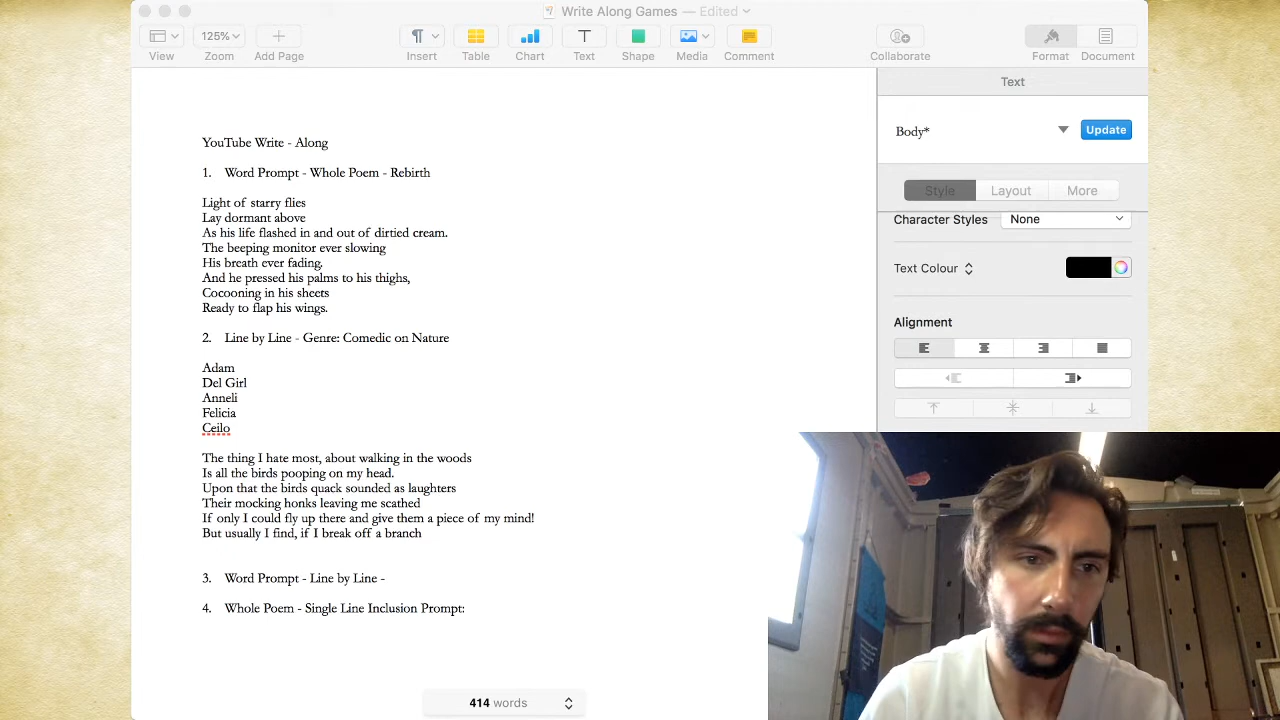 Write Along Games — Edited
125%
View
Zoom
Add Page
Insert
Table
Chart
Text
Shape
Media
Comment
Collaborate
Format
Document
Text
Body*
Update
Style
Layout
More
Character Styles
None
Text Colour
Alignment
YouTube Write - Along
1. Word Prompt - Whole Poem - Rebirth
Light of starry flies
Lay dormant above
As his life flashed in and out of dirtied cream.
The beeping monitor ever slowing
His breath ever fading.
And he pressed his palms to his thighs,
Cocooning in his sheets
Ready to flap his wings.
2. Line by Line - Genre: Comedic on Nature
Adam
Del Girl
Anneli
Felicia
Ceilo
The thing I hate most, about walking in the woods
Is all the birds pooping on my head.
Upon that the birds quack sounded as laughters
Their mocking honks leaving me scathed
If only I could fly up there and give them a piece of my mind!
But usually I find, if I break off a branch
3. Word Prompt - Line by Line -
4. Whole Poem - Single Line Inclusion Prompt:
414 words